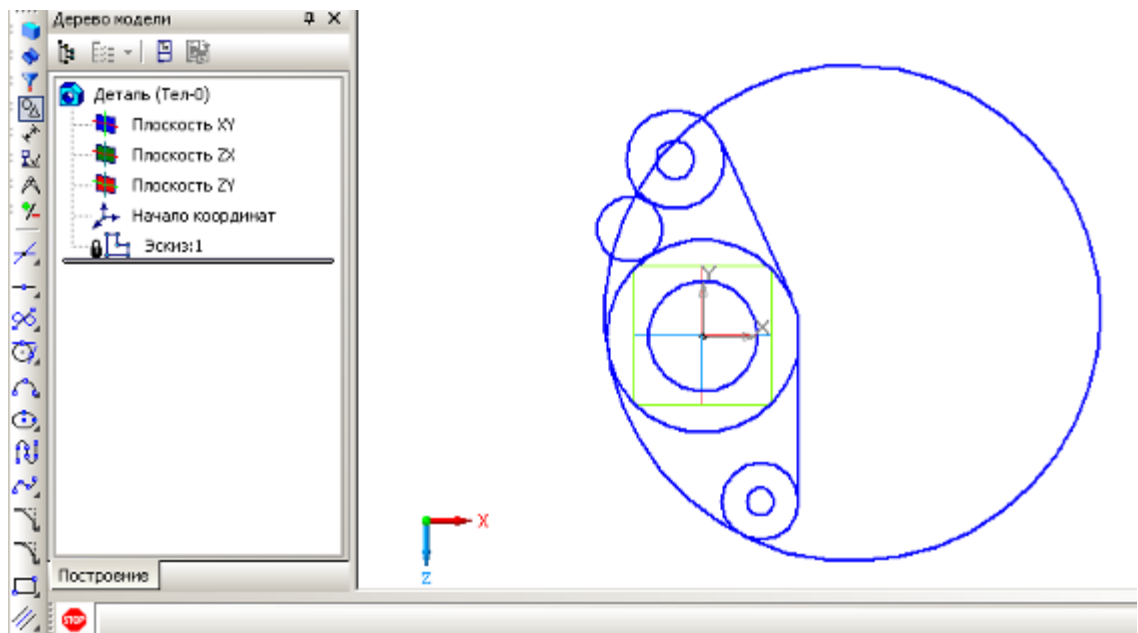 Дерево модели
Деталь (Тел-0)
Плоскость XY
Плоскость ZX
Плоскость ZY
Начало координат
Эскиз:1
Y
X
X
Z
Построение
STOP